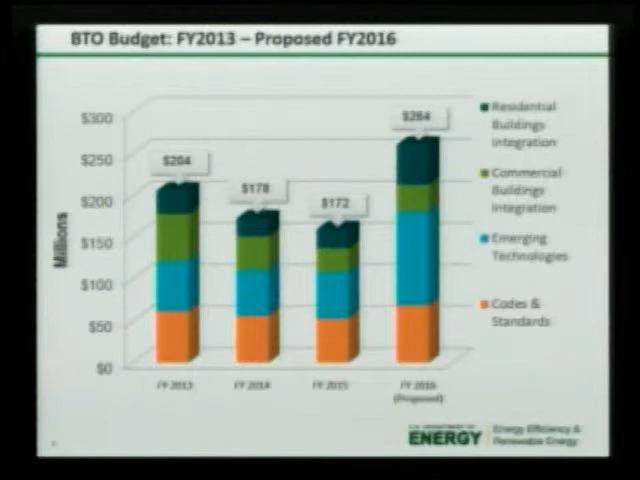 BTO Budget: FY2013 – Proposed FY2016
$300
$250
$200
$150
$100
$50
$0
Millions
$204
$178
$172
$264
FY 2013
FY 2014
FY 2015
FY 2016
(Proposed)
Residential
Buildings
Integration
Commercial
Buildings
Integration
Emerging
Technologies
Codes &
Standards
U.S. DEPARTMENT OF
ENERGY
Energy Efficiency &
Renewable Energy